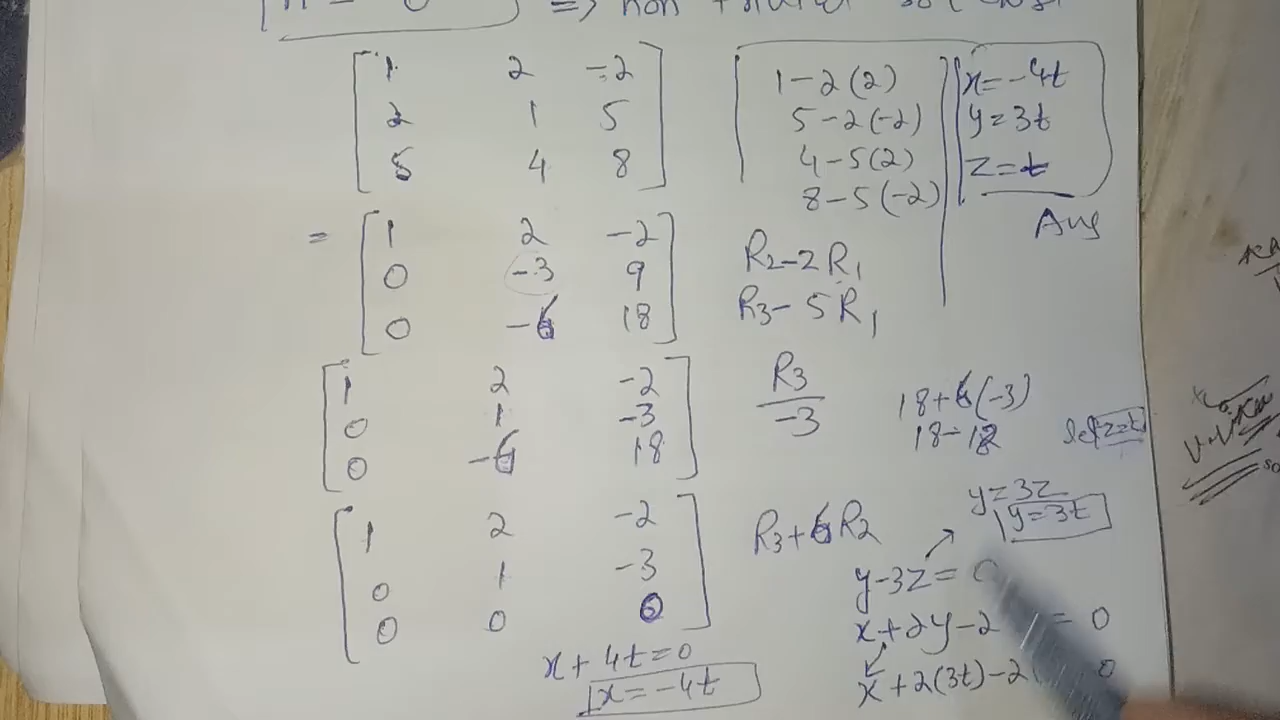 => non trivial
1 2 -2
2 1 5
5 4 8
1-2(2)
5-2(-2)
4-5(2)
8-5(-2)
x=-4t
y=3t
z=t
Ans
= 1 2 -2
0 -3 9
0 -6 18
R2-2R1
R3-5R1
1 2 -2
0 1 -3
0 -6 18
R3
-3
18+6(-3)
18-18
let z=t
1 2 -2
0 1 -3
0 0 0
R3+6R2
y=3z
y=3t
y-3z=0
x+2y-2 =0
x+2(3t)-2( 0
x+4t=0
x=-4t